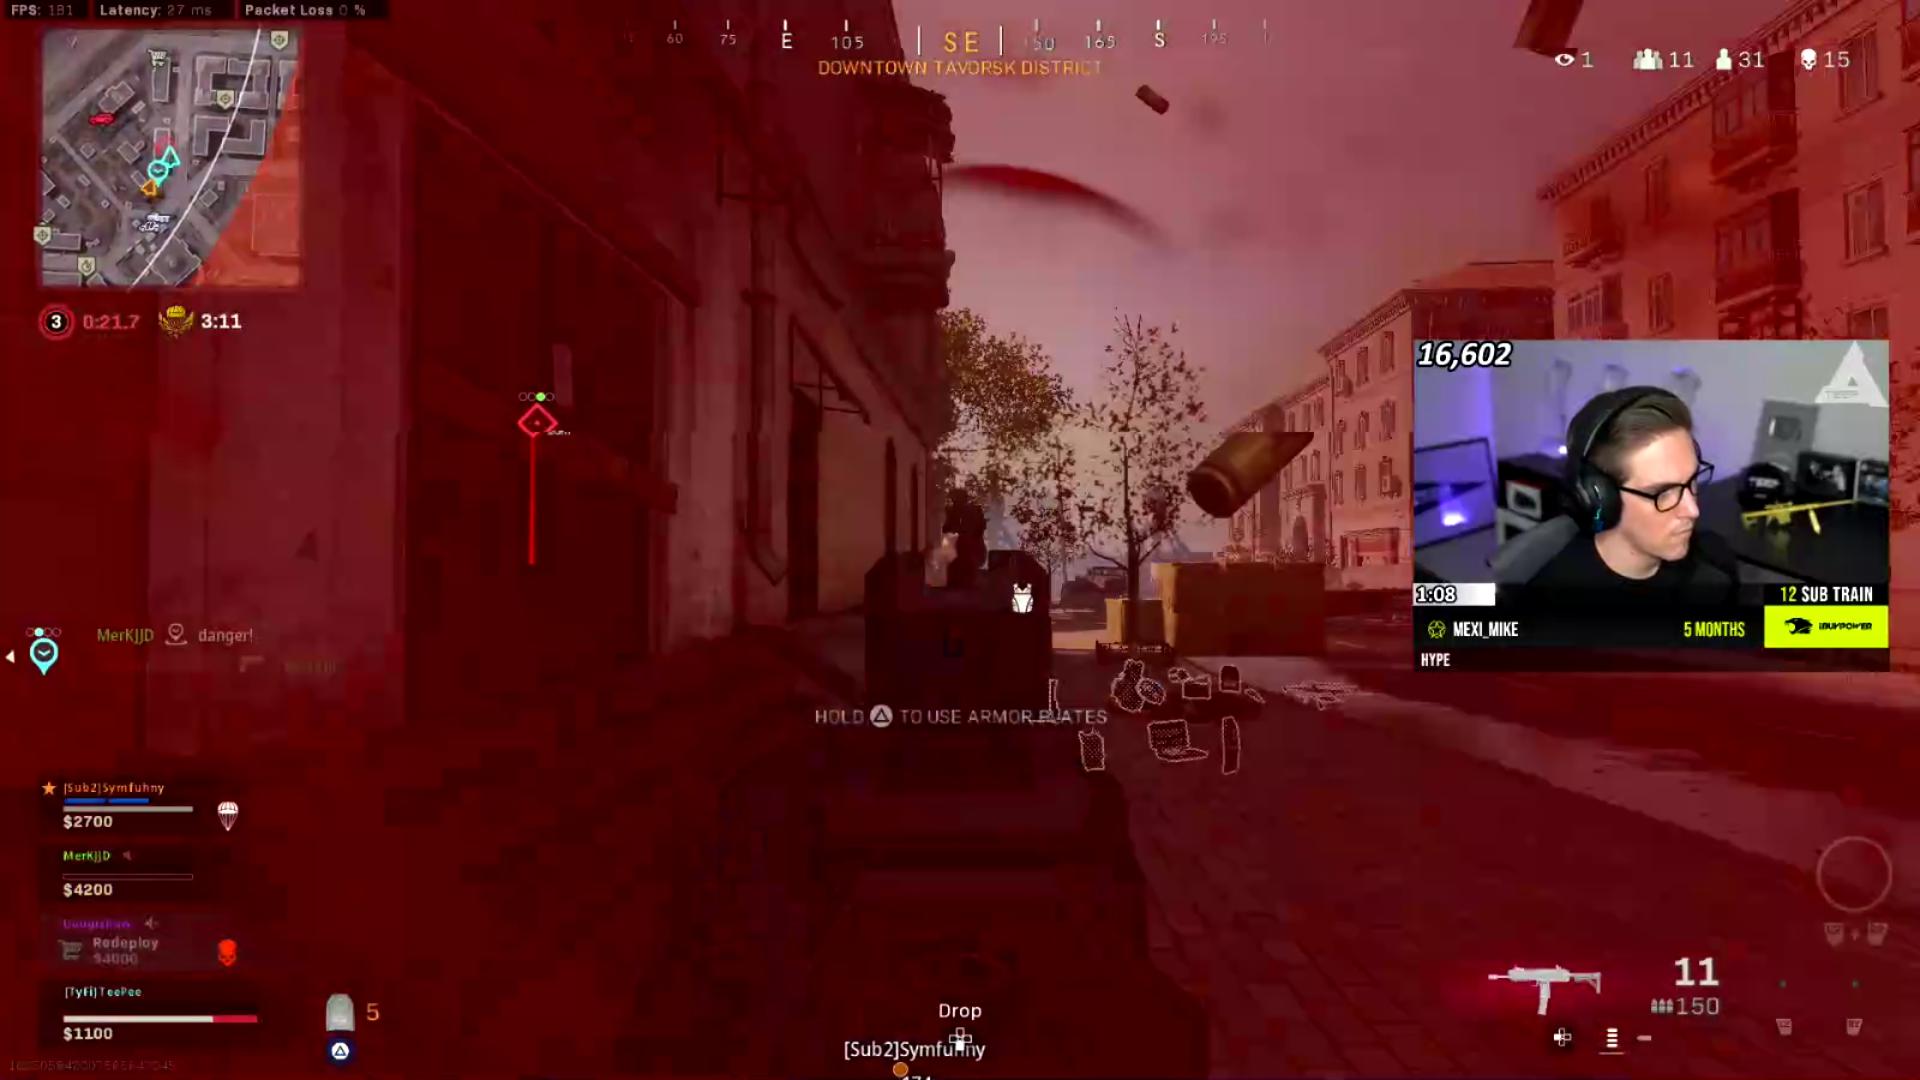 FPS: 181 Latency: 27 ms Packet Loss 0 %
60 75 E 105 SE 150 165 S 195
DOWNTOWN TAVORSK DISTRICT
1 11 31 15
3 0:21.7 3:11
16,602
1:08 12 SUB TRAIN
MEXI_MIKE 5 MONTHS IBUYPOWER
HYPE
MerKJJD danger!
HOLD TO USE ARMOR PLATES
[Sub2]Symfuhny
$2700
MerKJJD
$4200
Redeploy
$4000
[TyFi]TeePee
$1100
5
Drop
[Sub2]Symfuhny
11
150